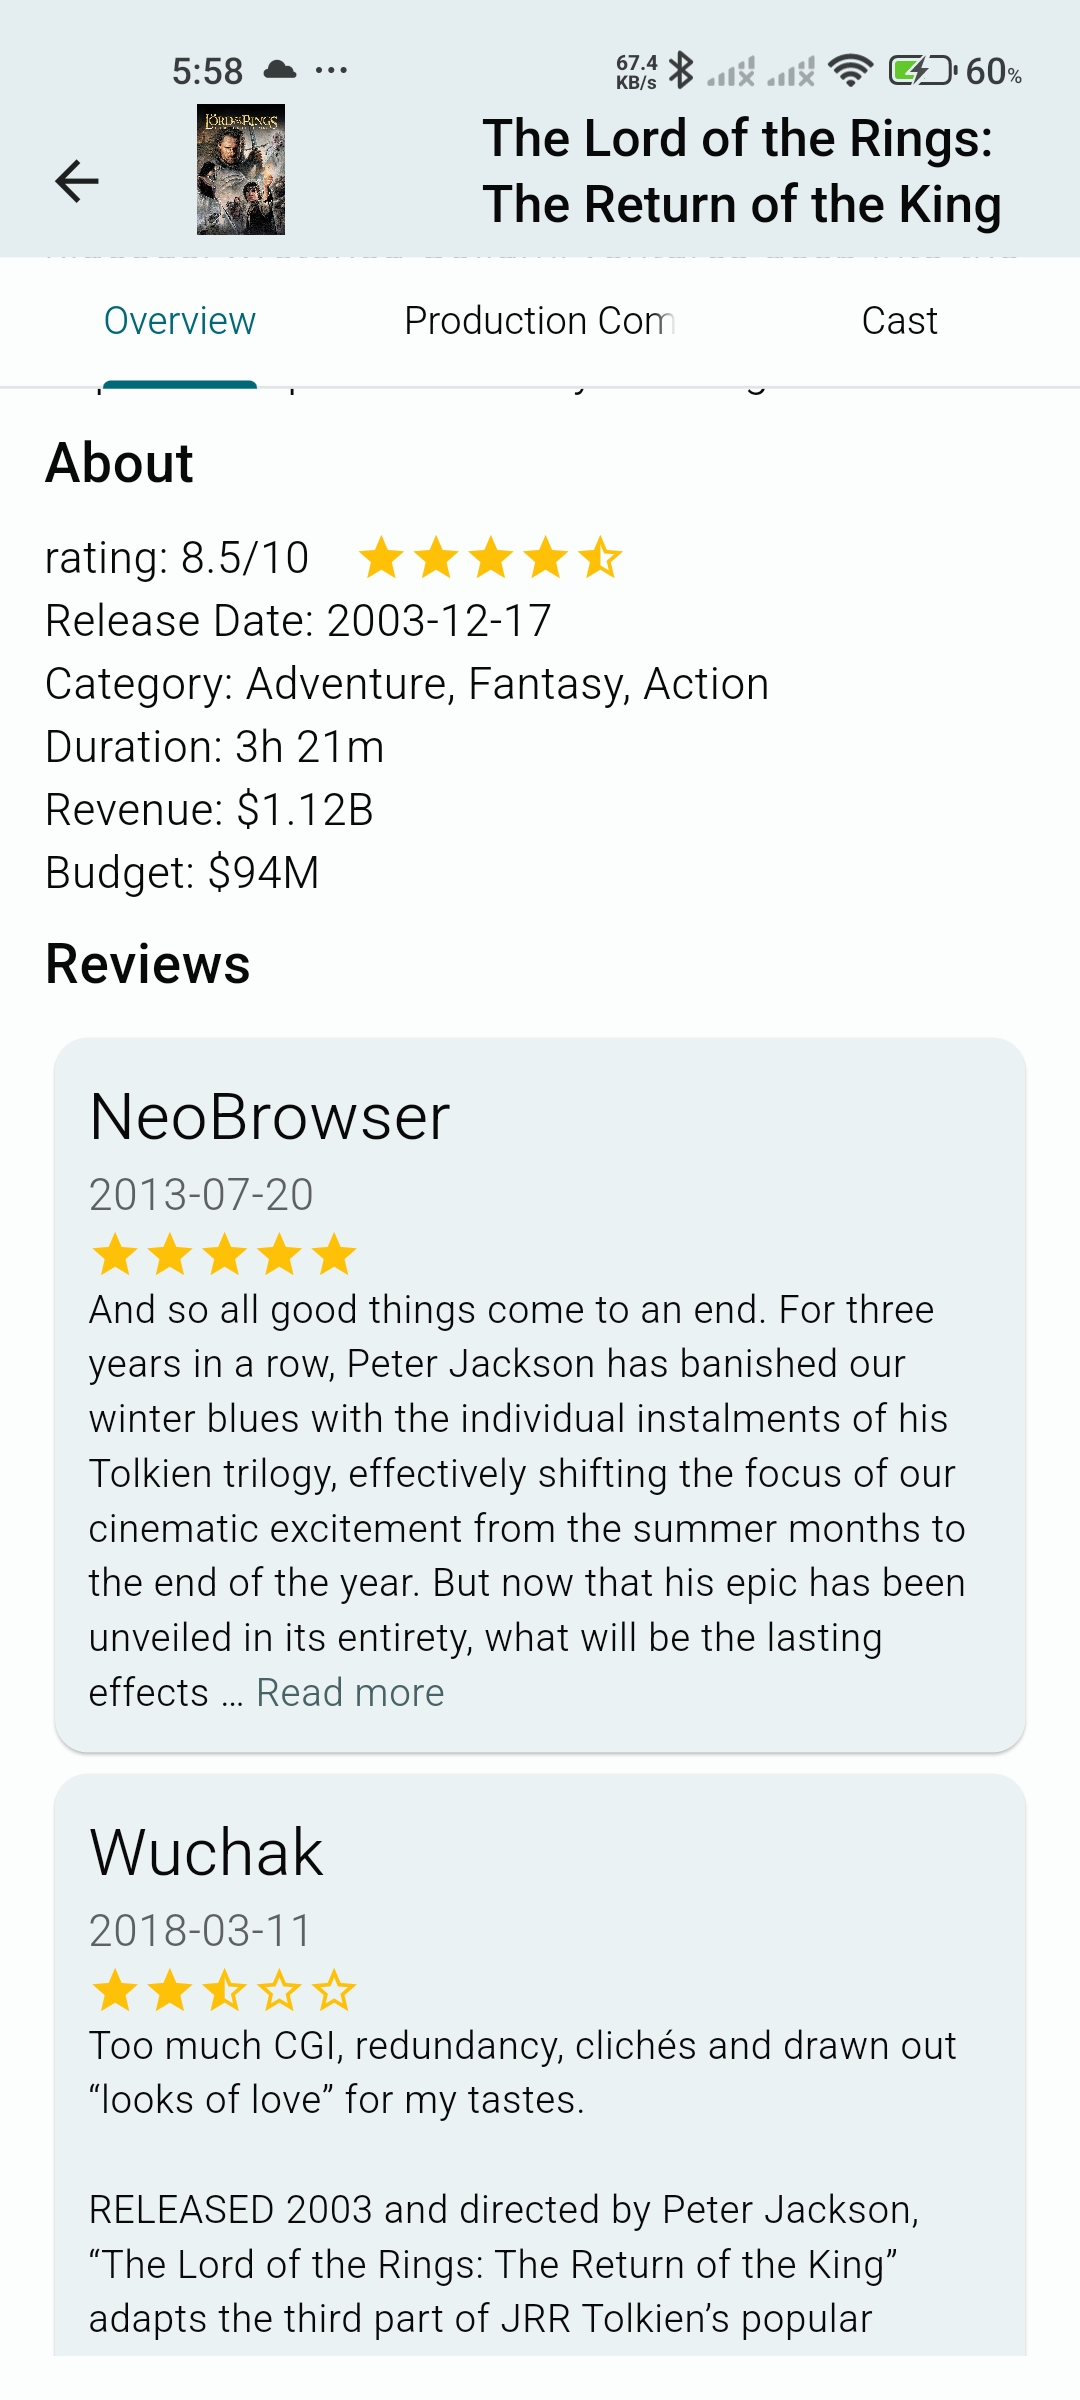 5:58
67.4
KB/s
60%
THE LORD OF THE RINGS
The Lord of the Rings:
The Return of the King
Overview
Production Com
Cast
About
rating: 8.5/10
Release Date: 2003-12-17
Category: Adventure, Fantasy, Action
Duration: 3h 21m
Revenue: $1.12B
Budget: $94M
Reviews
NeoBrowser
2013-07-20
And so all good things come to an end. For three
years in a row, Peter Jackson has banished our
winter blues with the individual instalments of his
Tolkien trilogy, effectively shifting the focus of our
cinematic excitement from the summer months to
the end of the year. But now that his epic has been
unveiled in its entirety, what will be the lasting
effects ... Read more
Wuchak
2018-03-11
Too much CGI, redundancy, clichés and drawn out
“looks of love” for my tastes.
RELEASED 2003 and directed by Peter Jackson,
“The Lord of the Rings: The Return of the King”
adapts the third part of JRR Tolkien’s popular